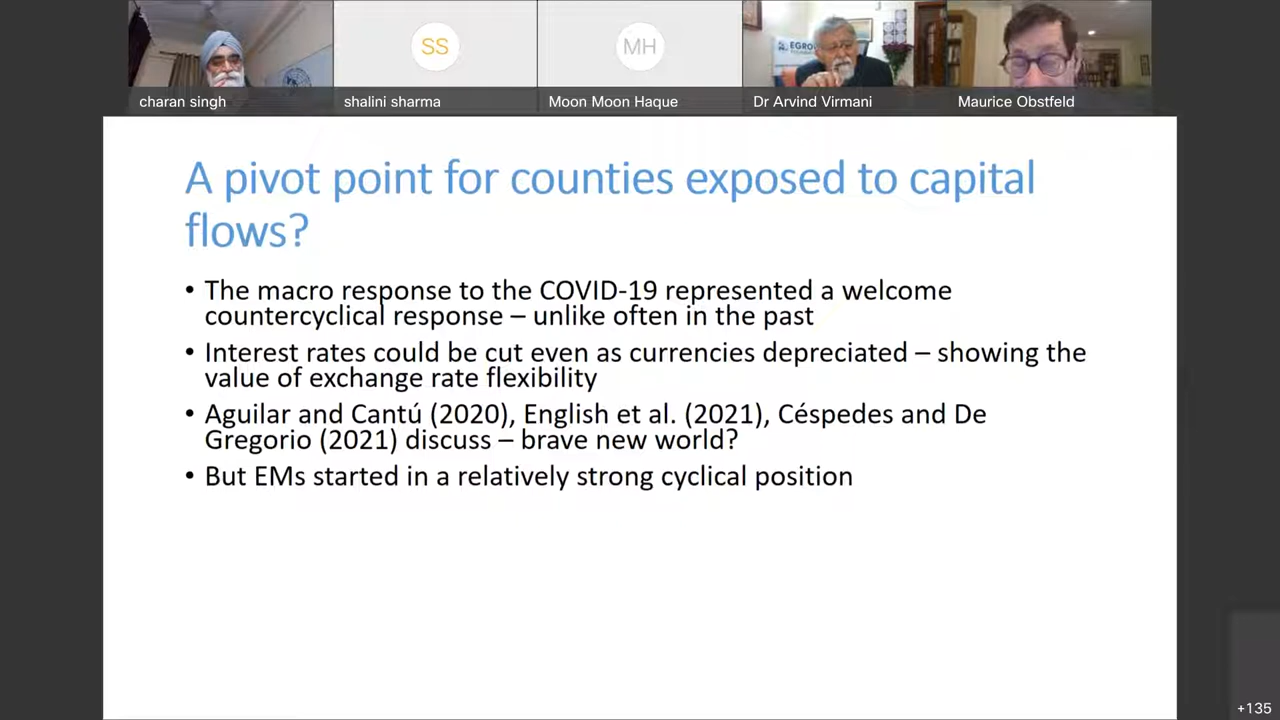 SS
MH
EGROW
charan singh
shalini sharma
Moon Moon Haque
Dr Arvind Virmani
Maurice Obstfeld
A pivot point for counties exposed to capital
flows?
• The macro response to the COVID-19 represented a welcome
countercyclical response – unlike often in the past
• Interest rates could be cut even as currencies depreciated – showing the
value of exchange rate flexibility
• Aguilar and Cantú (2020), English et al. (2021), Céspedes and De
Gregorio (2021) discuss – brave new world?
• But EMs started in a relatively strong cyclical position
+135